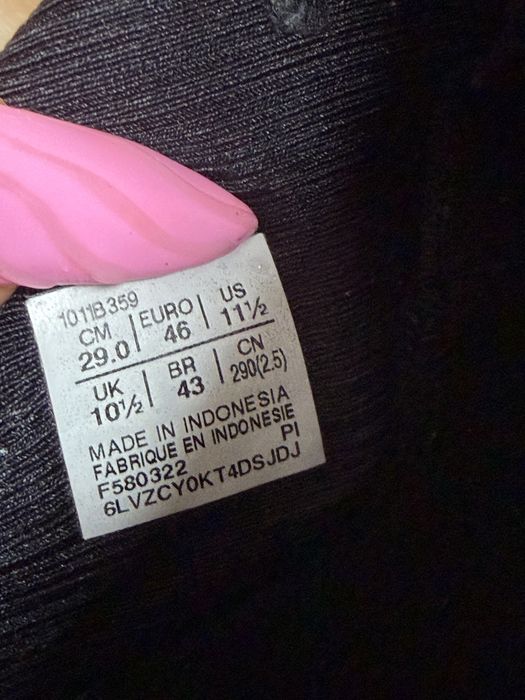 1011B359
CM | EURO | US
29.0 | 46 | 11½
UK | BR | CN
10½ | 43 | 290(2.5)
MADE IN INDONESIA
FABRIQUE EN INDONESIE
F580322 PI
6LVZCY0KT4DSJDJ